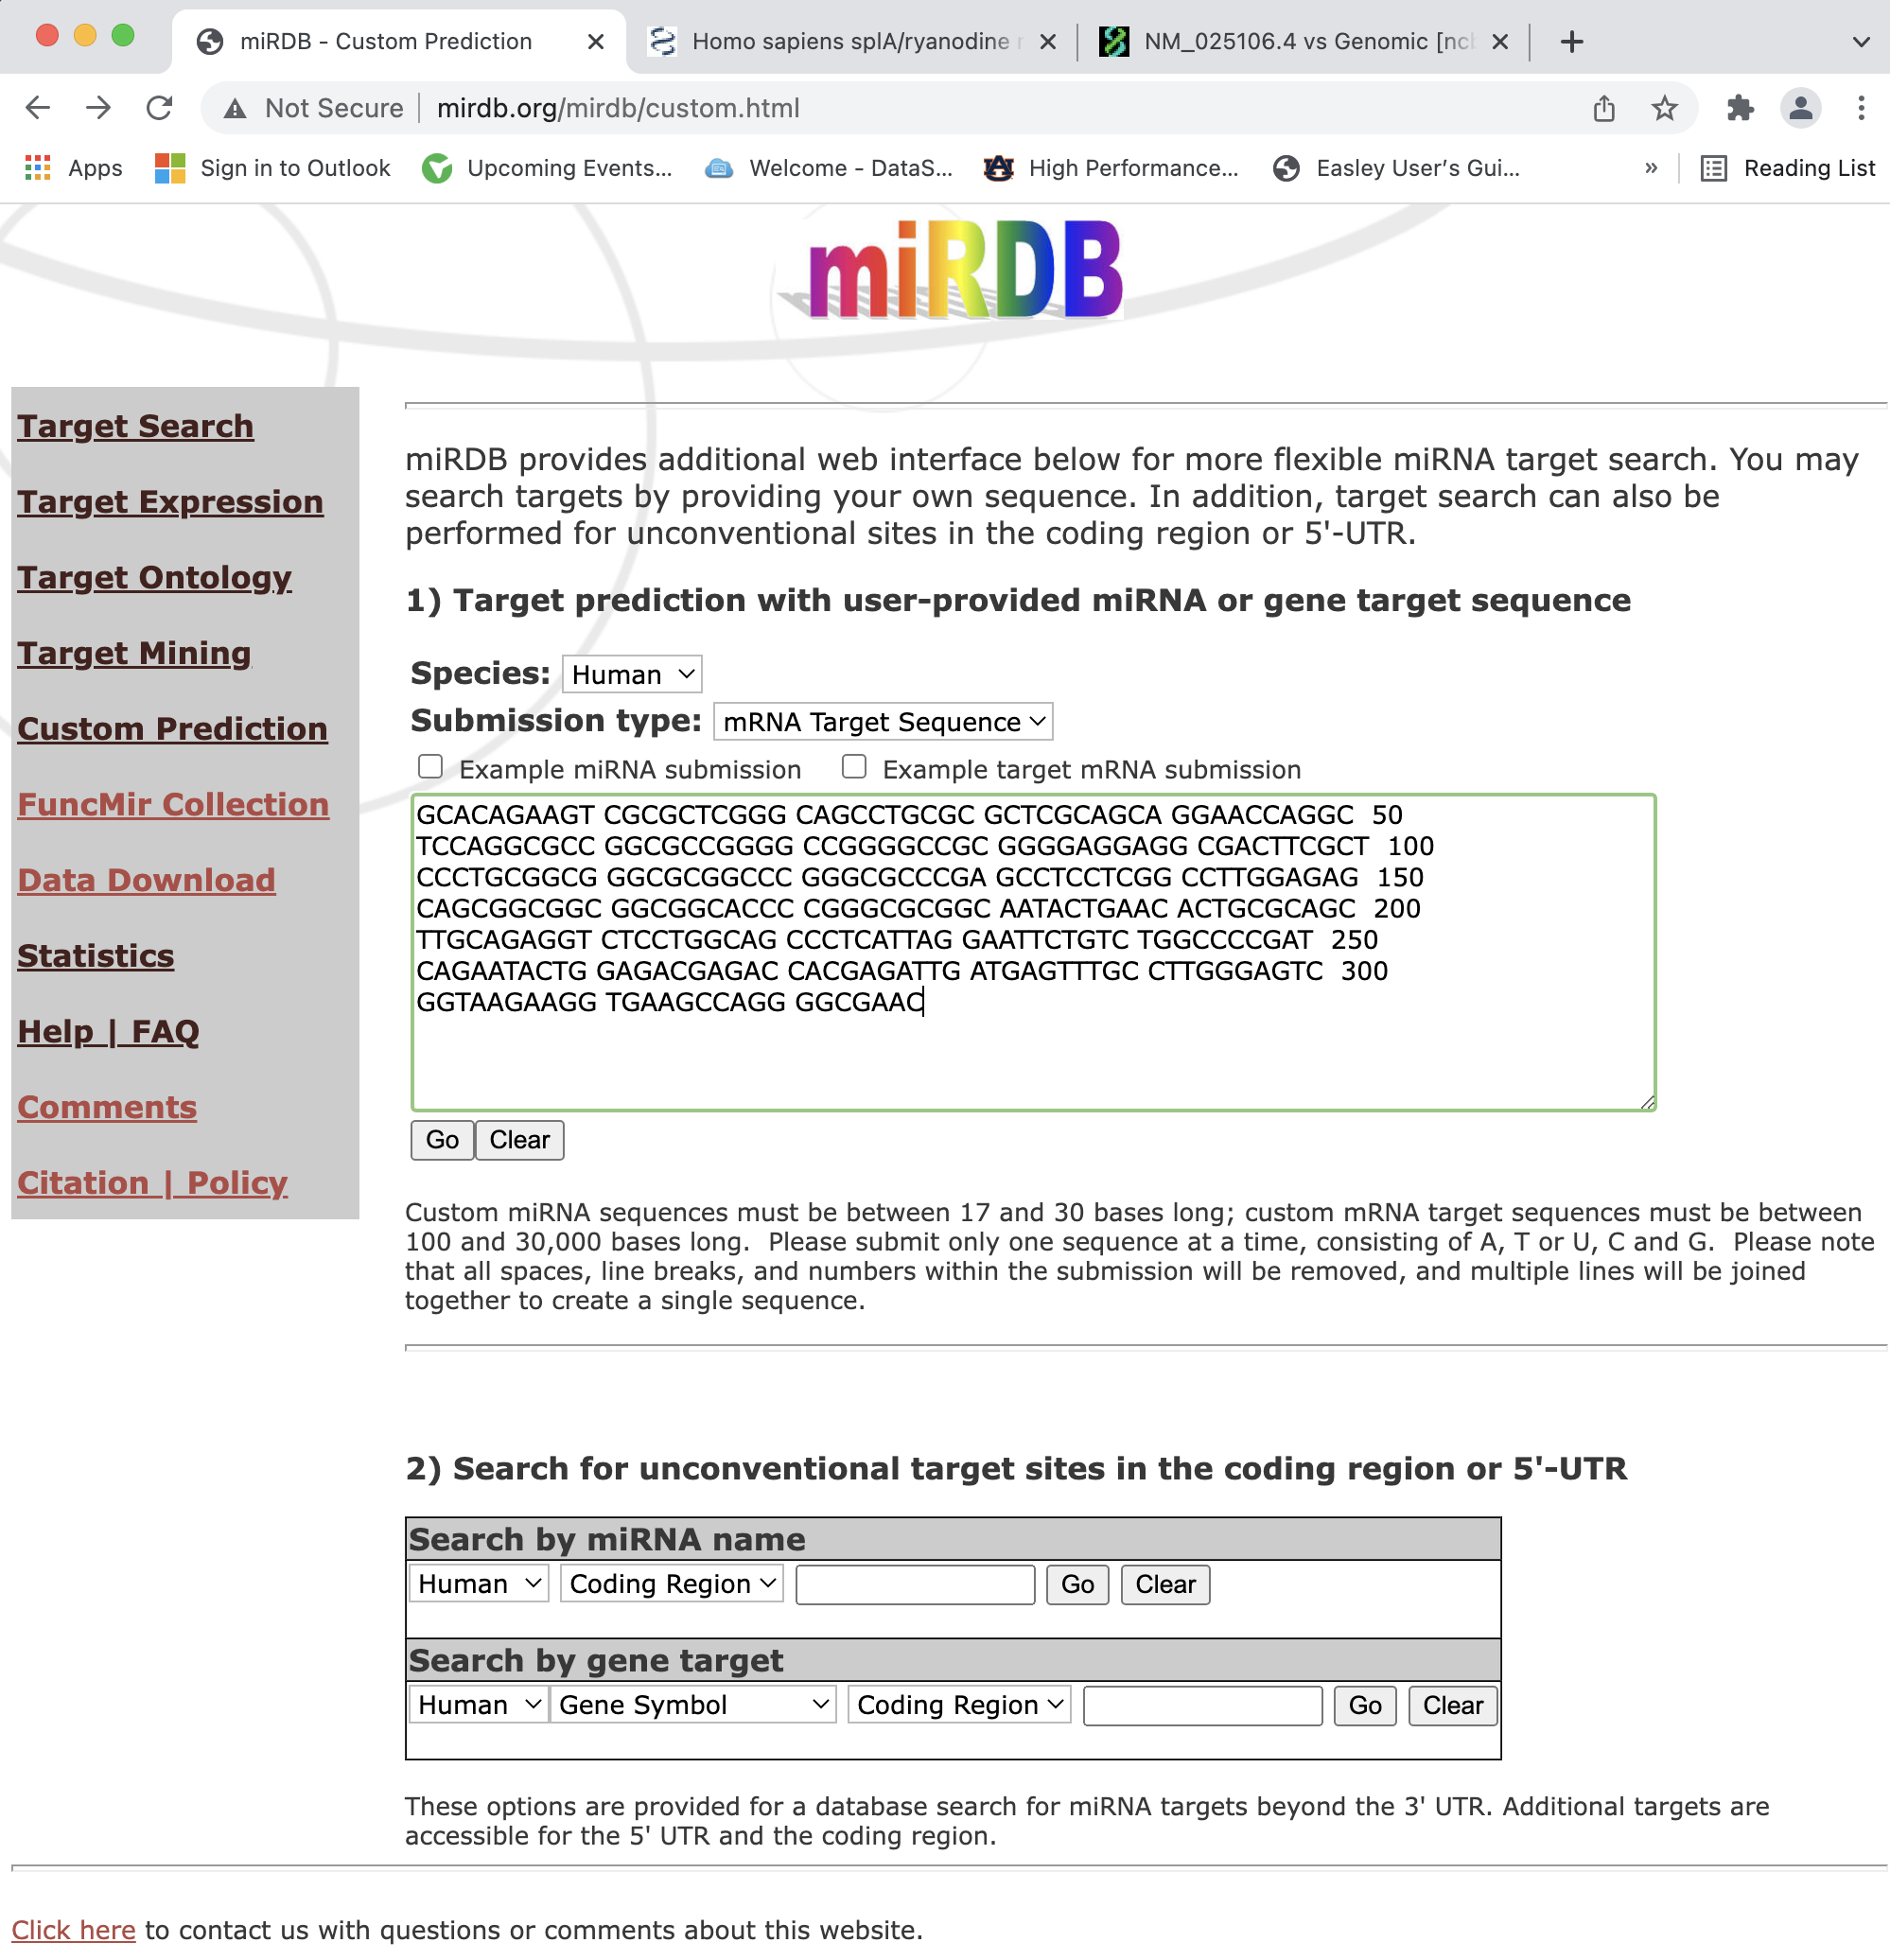 miRDB - Custom Prediction
Homo sapiens splA/ryanodine
NM_025106.4 vs Genomic [nc
Not Secure
mirdb.org/mirdb/custom.html
Apps
Sign in to Outlook
Upcoming Events...
Welcome - DataS...
High Performance...
Easley User's Gui...
»
Reading List
miRDB
Target Search
Target Expression
Target Ontology
Target Mining
Custom Prediction
FuncMir Collection
Data Download
Statistics
Help | FAQ
Comments
Citation | Policy
miRDB provides additional web interface below for more flexible miRNA target search. You may
search targets by providing your own sequence. In addition, target search can also be
performed for unconventional sites in the coding region or 5'-UTR.
1) Target prediction with user-provided miRNA or gene target sequence
Species: Human
Submission type: mRNA Target Sequence
Example miRNA submission Example target mRNA submission
GCACAGAAGT CGCGCTCGGG CAGCCTGCGC GCTCGCAGCA GGAACCAGGC 50
TCCAGGCGCC GGCGCCGGGG CCGGGGCCGC GGGGAGGAGG CGACTTCGCT 100
CCCTGCGGCG GGCGCGGCCC GGGCGCCCGA GCCTCCTCGG CCTTGGAGAG 150
CAGCGGCGGC GGCGGCACCC CGGGCGCGGC AATACTGAAC ACTGCGCAGC 200
TTGCAGAGGT CTCCTGGCAG CCCTCATTAG GAATTCTGTC TGGCCCCGAT 250
CAGAATACTG GAGACGAGAC CACGAGATTG ATGAGTTTGC CTTGGGAGTC 300
GGTAAGAAGG TGAAGCCAGG GGCGAAC
Go Clear
Custom miRNA sequences must be between 17 and 30 bases long; custom mRNA target sequences must be between
100 and 30,000 bases long. Please submit only one sequence at a time, consisting of A, T or U, C and G. Please note
that all spaces, line breaks, and numbers within the submission will be removed, and multiple lines will be joined
together to create a single sequence.
2) Search for unconventional target sites in the coding region or 5'-UTR
Search by miRNA name
Human Coding Region Go Clear
Search by gene target
Human Gene Symbol Coding Region Go Clear
These options are provided for a database search for miRNA targets beyond the 3' UTR. Additional targets are
accessible for the 5' UTR and the coding region.
Click here to contact us with questions or comments about this website.